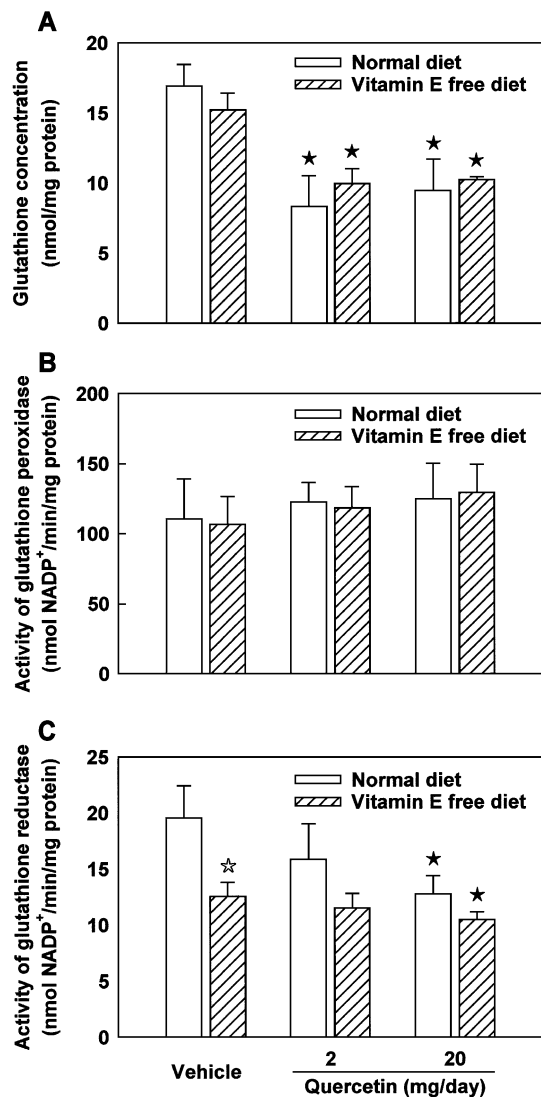 A
Glutathione concentration
(nmol/mg protein)
20
15
10
5
0
Normal diet
Vitamin E free diet
★ ★ ★ ★
B
Activity of glutathione peroxidase
(nmol NADP⁺/min/mg protein)
200
150
100
50
0
Normal diet
Vitamin E free diet
C
Activity of glutathione reductase
(nmol NADP⁺/min/mg protein)
25
20
15
10
5
0
Normal diet
Vitamin E free diet
☆ ★ ★
Vehicle
2 20
Quercetin (mg/day)